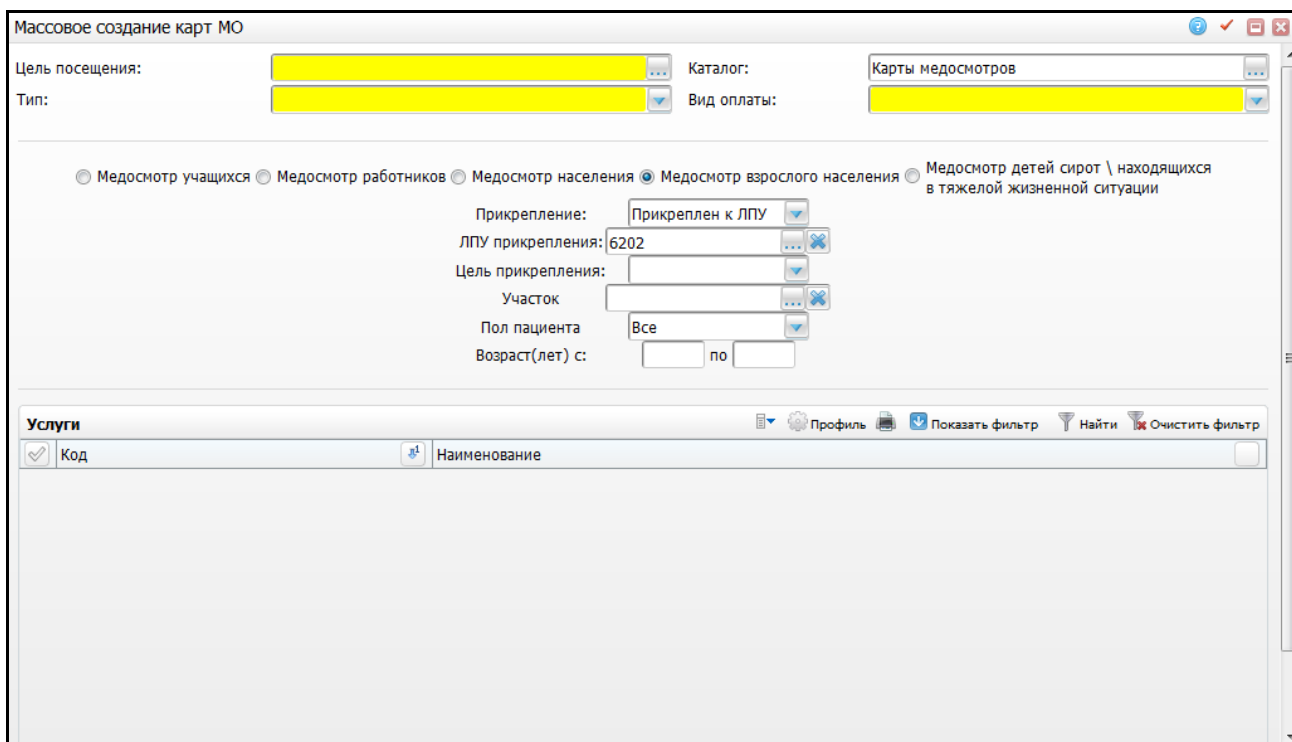 Массовое создание карт МО
Цель посещения: ... Каталог: Карты медосмотров ...
Тип: Вид оплаты:
Медосмотр учащихся Медосмотр работников Медосмотр населения Медосмотр взрослого населения Медосмотр детей сирот \ находящихся
в тяжелой жизненной ситуации
Прикрепление: Прикреплен к ЛПУ
ЛПУ прикрепления: 6202 ...
Цель прикрепления:
Участок ...
Пол пациента Все
Возраст(лет) с: по
Услуги Профиль Показать фильтр Найти Очистить фильтр
Код 1 Наименование